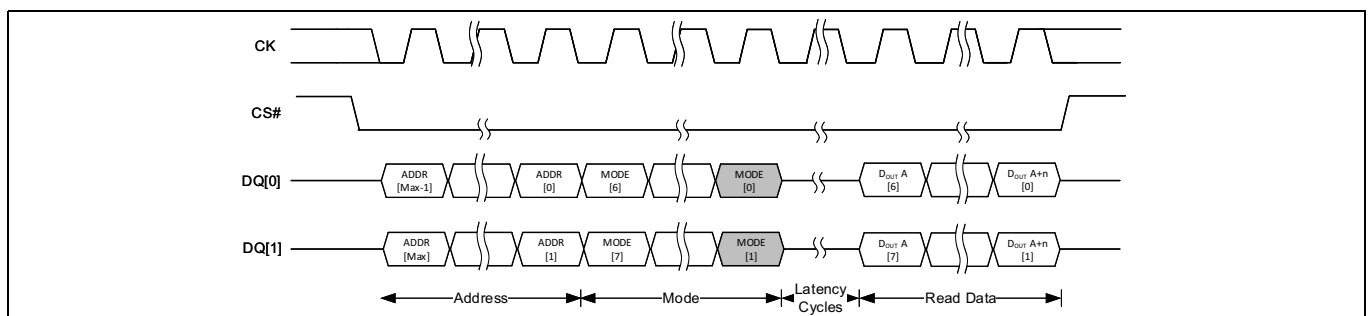 CK
CS#
DQ[0]
ADDR
[Max-1]
ADDR
[0]
MODE
[6]
MODE
[0]
DOUT A
[6]
DOUT A+n
[0]
DQ[1]
ADDR
[Max]
ADDR
[1]
MODE
[7]
MODE
[1]
DOUT A
[7]
DOUT A+n
[1]
Address
Mode
Latency
Cycles
Read Data